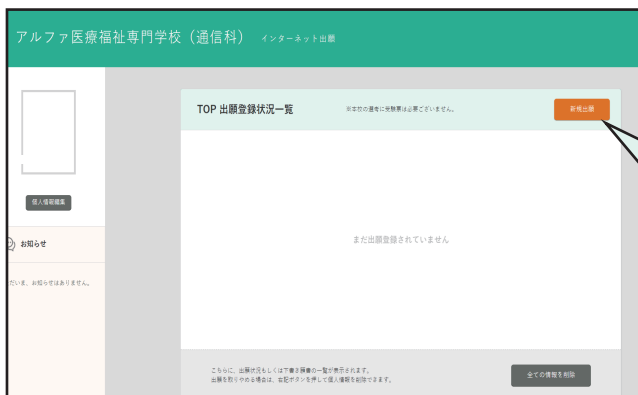 アルファ医療福祉専門学校（通信科） インターネット出願
TOP 出願登録状況一覧 ※本校の選考に受験票は必要ございません。 新規出願
個人情報編集
まだ出願登録されていません
お知らせ
だいま、お知らせはありません。
こちらに、出願状況もしくは下書き願書の一覧が表示されます。
出願を取りやめる場合は、右記ボタンを押して個人情報を削除できます。
全ての情報を削除